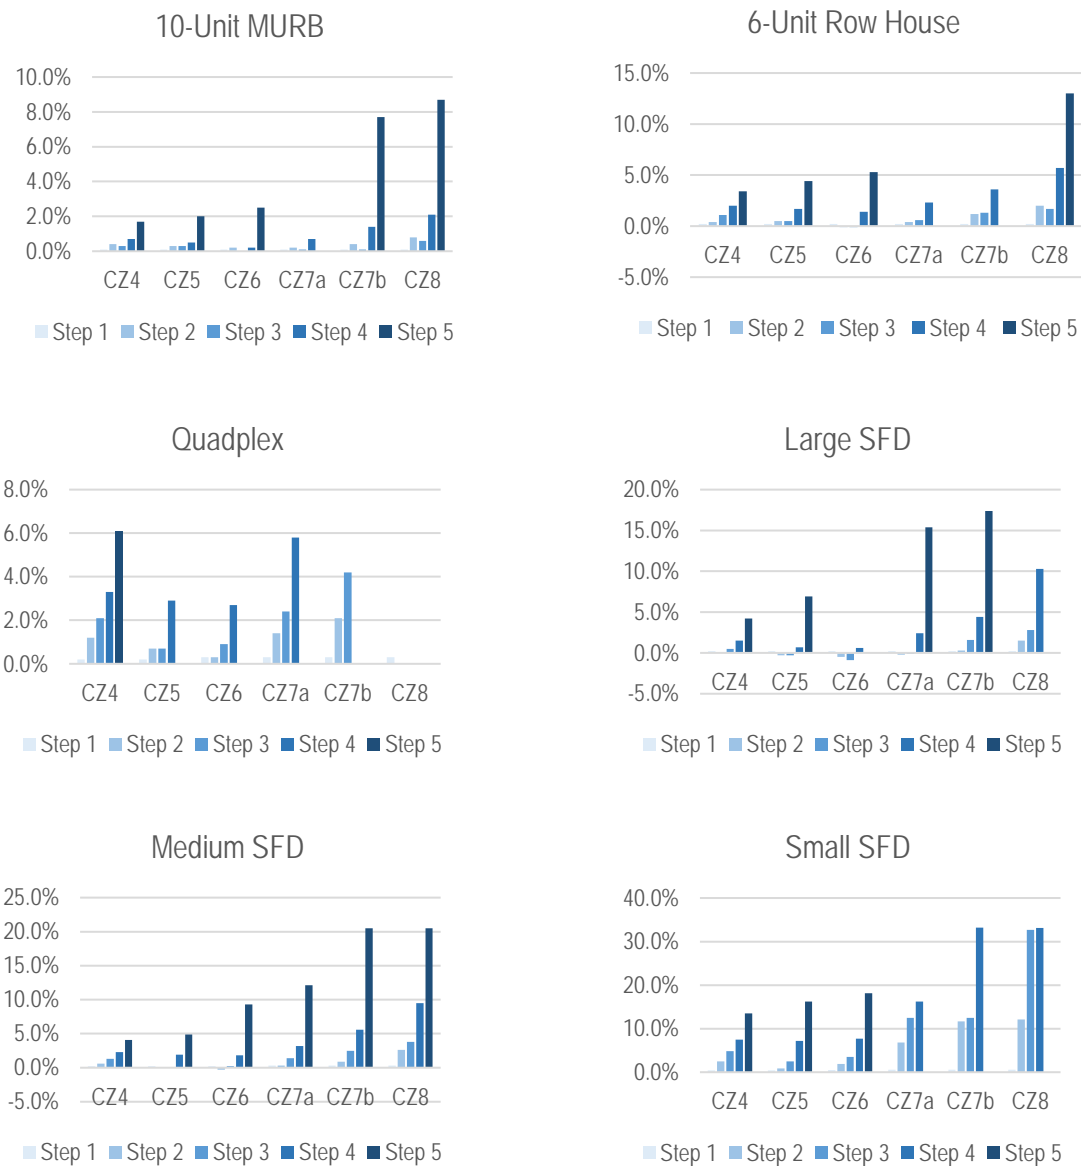 10-Unit MURB
10.0%
8.0%
6.0%
4.0%
2.0%
0.0%
CZ4 CZ5 CZ6 CZ7a CZ7b CZ8
Step 1 Step 2 Step 3 Step 4 Step 5
6-Unit Row House
15.0%
10.0%
5.0%
0.0%
-5.0%
CZ4 CZ5 CZ6 CZ7a CZ7b CZ8
Step 1 Step 2 Step 3 Step 4 Step 5
Quadplex
8.0%
6.0%
4.0%
2.0%
0.0%
CZ4 CZ5 CZ6 CZ7a CZ7b CZ8
Step 1 Step 2 Step 3 Step 4 Step 5
Large SFD
20.0%
15.0%
10.0%
5.0%
0.0%
-5.0%
CZ4 CZ5 CZ6 CZ7a CZ7b CZ8
Step 1 Step 2 Step 3 Step 4 Step 5
Medium SFD
25.0%
20.0%
15.0%
10.0%
5.0%
0.0%
-5.0%
CZ4 CZ5 CZ6 CZ7a CZ7b CZ8
Step 1 Step 2 Step 3 Step 4 Step 5
Small SFD
40.0%
30.0%
20.0%
10.0%
0.0%
CZ4 CZ5 CZ6 CZ7a CZ7b CZ8
Step 1 Step 2 Step 3 Step 4 Step 5